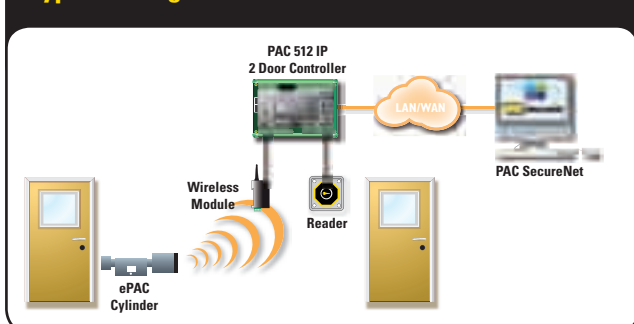 PAC 512 IP
2 Door Controller
LAN/WAN
PAC SecureNet
Wireless
Module
Reader
ePAC
Cylinder